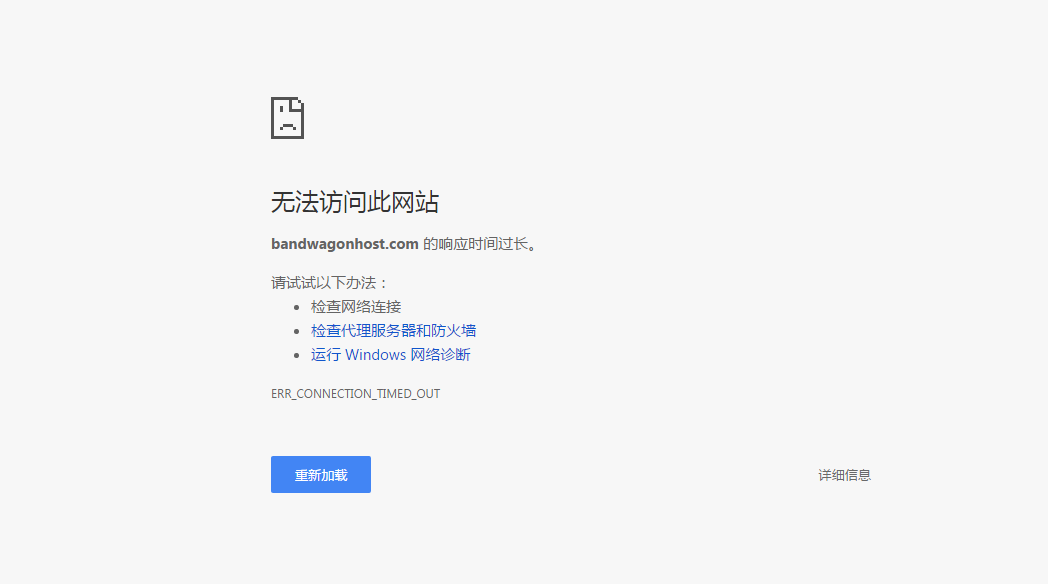 无法访问此网站
bandwagonhost.com 的响应时间过长。
请试试以下办法：
检查网络连接
检查代理服务器和防火墙
运行 Windows 网络诊断
ERR_CONNECTION_TIMED_OUT
重新加载
详细信息